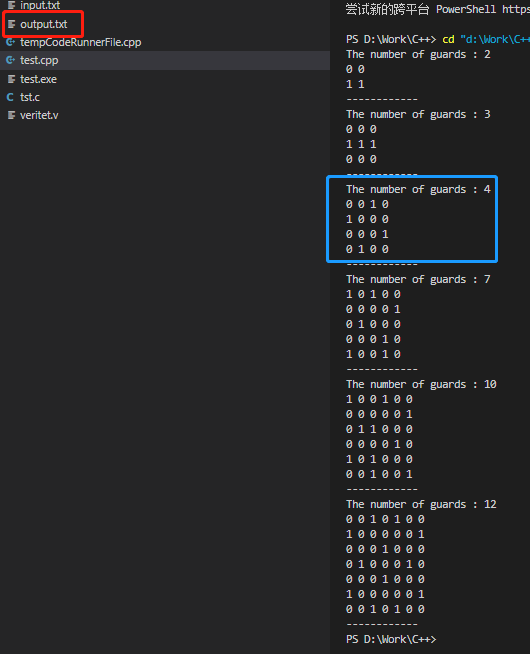 input.txt
output.txt
tempCodeRunnerFile.cpp
test.cpp
test.exe
tst.c
veritet.v
尝试新的跨平台 PowerShell https
PS D:\Work\C++> cd "d:\Work\C++
The number of guards : 2
0 0
1 1
------------
The number of guards : 3
0 0 0
1 1 1
0 0 0
------------
The number of guards : 4
0 0 1 0
1 0 0 0
0 0 0 1
0 1 0 0
------------
The number of guards : 7
1 0 1 0 0
0 0 0 0 1
0 1 0 0 0
0 0 0 1 0
1 0 0 1 0
------------
The number of guards : 10
1 0 0 1 0 0
0 0 0 0 0 1
0 1 1 0 0 0
0 0 0 0 1 0
1 0 1 0 0 0
0 0 1 0 0 1
------------
The number of guards : 12
0 0 1 0 1 0 0
1 0 0 0 0 0 1
0 0 0 1 0 0 0
0 1 0 0 0 1 0
0 0 0 1 0 0 0
1 0 0 0 0 0 1
0 0 1 0 1 0 0
------------
PS D:\Work\C++>